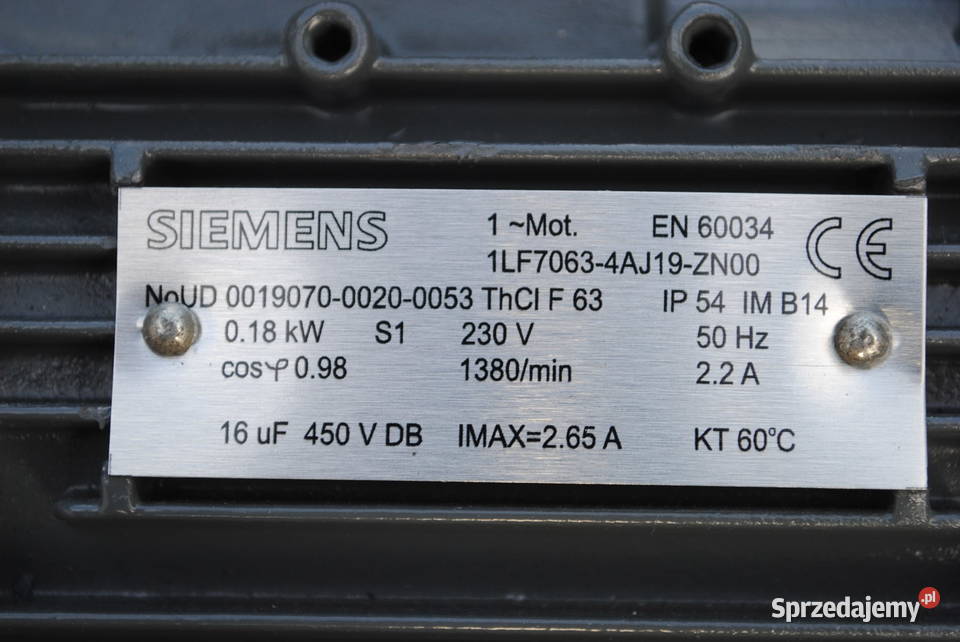 SIEMENS 1 ~Mot. EN 60034 CE
1LF7063-4AJ19-ZN00
NoUD 0019070-0020-0053 ThCl F 63 IP 54 IM B14
0.18 kW S1 230 V 50 Hz
cosφ 0.98 1380/min 2.2 A
16 uF 450 V DB IMAX=2.65 A KT 60°C
Sprzedajemy.pl